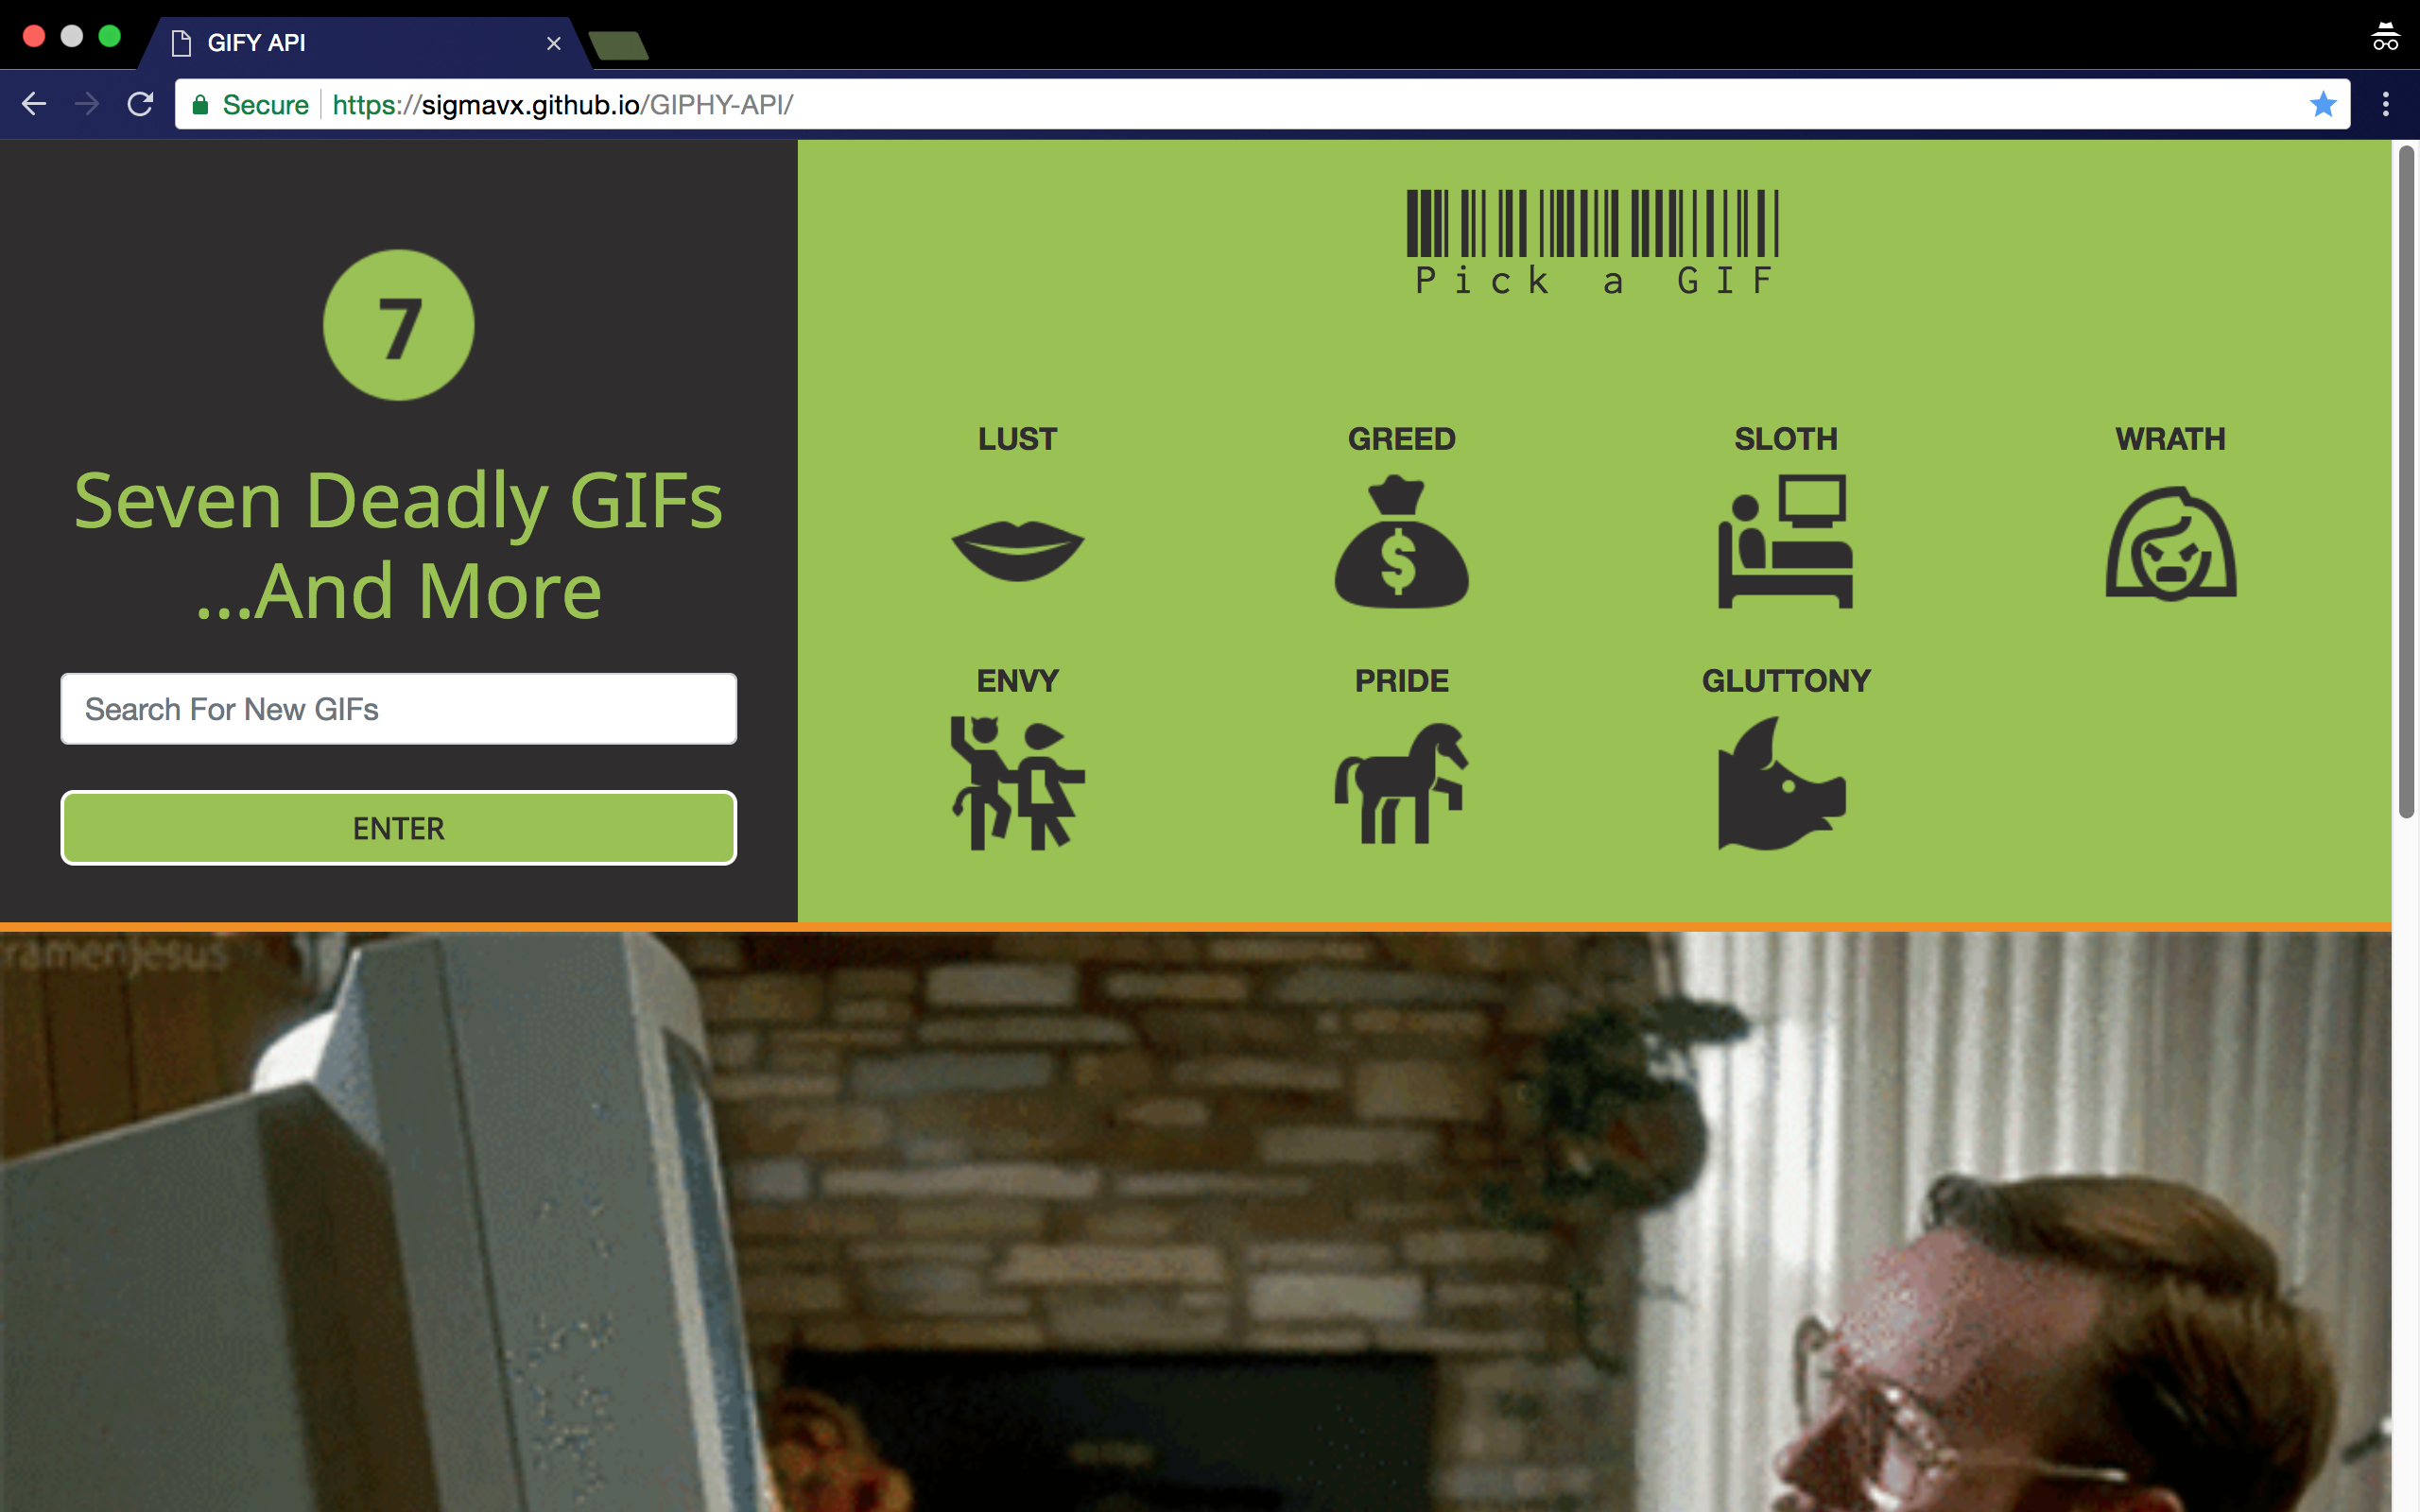 GIFY API
Secure
https://sigmavx.github.io/GIPHY-API/
7
Seven Deadly GIFs
...And More
Search For New GIFs
ENTER
Pick a GIF
LUST
GREED
SLOTH
WRATH
$
ENVY
PRIDE
GLUTTONY
ramenjesus